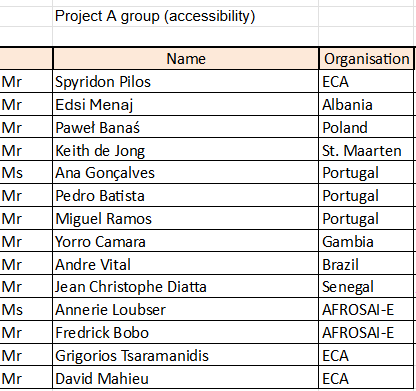 Project A group (accessibility)
Name Organisation
Mr Spyridon Pilos ECA
Mr Edsi Menaj Albania
Mr Paweł Banaś Poland
Mr Keith de Jong St. Maarten
Ms Ana Gonçalves Portugal
Mr Pedro Batista Portugal
Mr Miguel Ramos Portugal
Mr Yorro Camara Gambia
Mr Andre Vital Brazil
Mr Jean Christophe Diatta Senegal
Ms Annerie Loubser AFROSAI-E
Mr Fredrick Bobo AFROSAI-E
Mr Grigorios Tsaramanidis ECA
Mr David Mahieu ECA